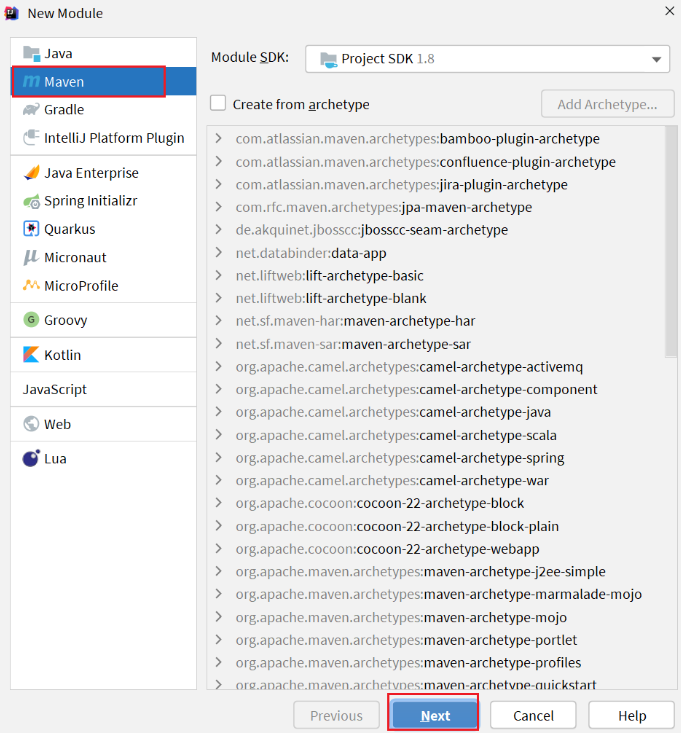 New Module
Java
Maven
Gradle
IntelliJ Platform Plugin
Java Enterprise
Spring Initializr
Quarkus
Micronaut
MicroProfile
Groovy
Kotlin
JavaScript
Web
Lua
Module SDK: Project SDK 1.8
Create from archetype Add Archetype...
com.atlassian.maven.archetypes:bamboo-plugin-archetype
com.atlassian.maven.archetypes:confluence-plugin-archetype
com.atlassian.maven.archetypes:jira-plugin-archetype
com.rfc.maven.archetypes:jpa-maven-archetype
de.akquinet.jbosscc:jbosscc-seam-archetype
net.databinder:data-app
net.liftweb:lift-archetype-basic
net.liftweb:lift-archetype-blank
net.sf.maven-har:maven-archetype-har
net.sf.maven-sar:maven-archetype-sar
org.apache.camel.archetypes:camel-archetype-activemq
org.apache.camel.archetypes:camel-archetype-component
org.apache.camel.archetypes:camel-archetype-java
org.apache.camel.archetypes:camel-archetype-scala
org.apache.camel.archetypes:camel-archetype-spring
org.apache.camel.archetypes:camel-archetype-war
org.apache.cocoon:cocoon-22-archetype-block
org.apache.cocoon:cocoon-22-archetype-block-plain
org.apache.cocoon:cocoon-22-archetype-webapp
org.apache.maven.archetypes:maven-archetype-j2ee-simple
org.apache.maven.archetypes:maven-archetype-marmalade-mojo
org.apache.maven.archetypes:maven-archetype-mojo
org.apache.maven.archetypes:maven-archetype-portlet
org.apache.maven.archetypes:maven-archetype-profiles
org.apache.maven.archetypes:maven-archetype-quickstart
Previous Next Cancel Help